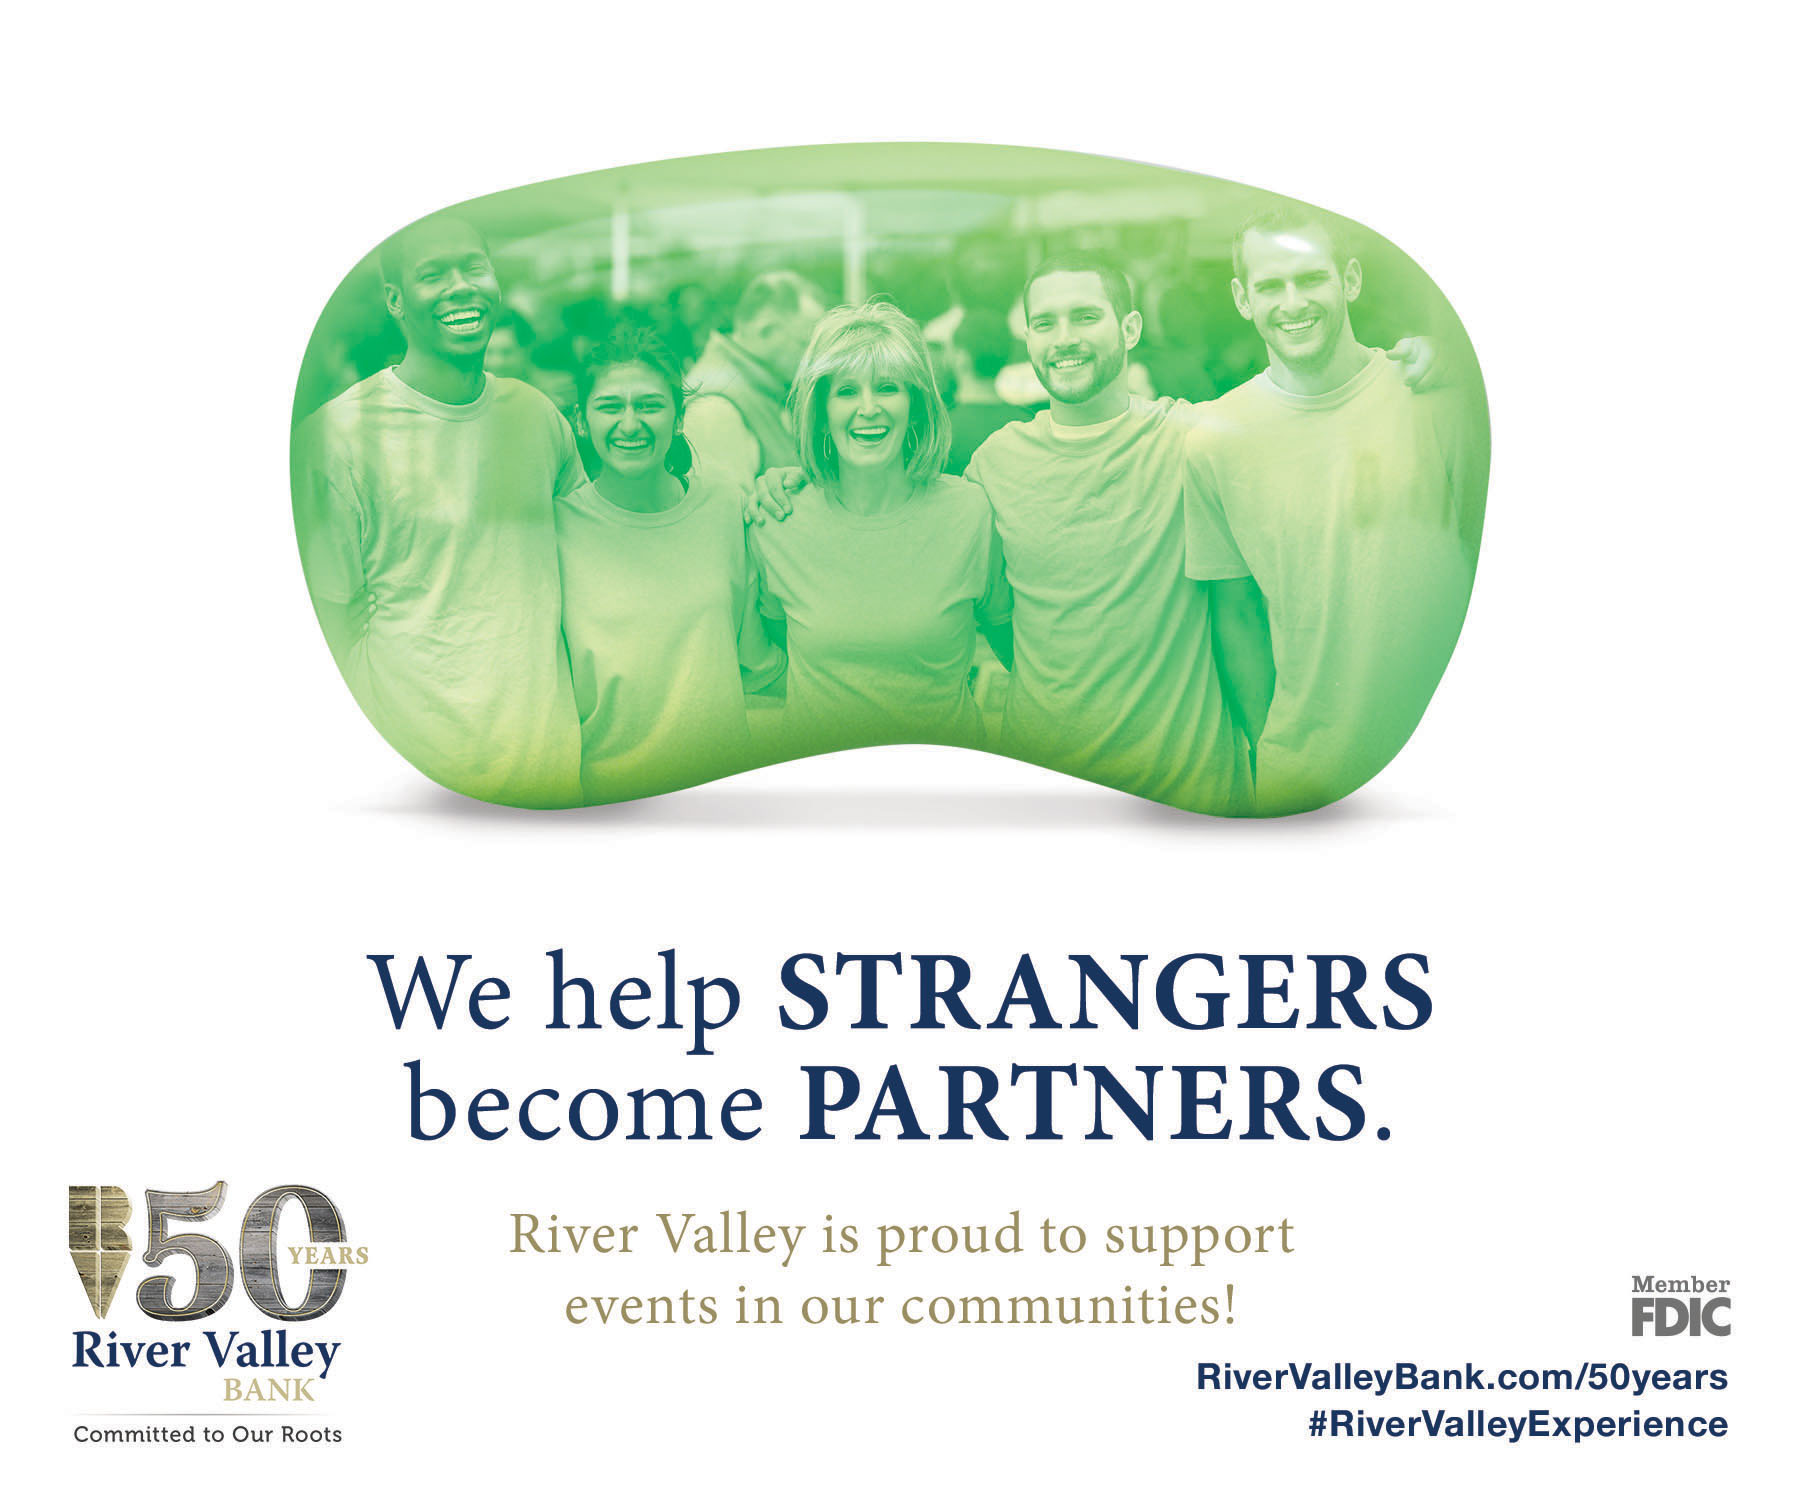 We help STRANGERS
become PARTNERS.
River Valley is proud to support
events in our communities!
50
YEARS
River Valley
BANK
Committed to Our Roots
Member
FDIC
RiverValleyBank.com/50years
#RiverValleyExperience